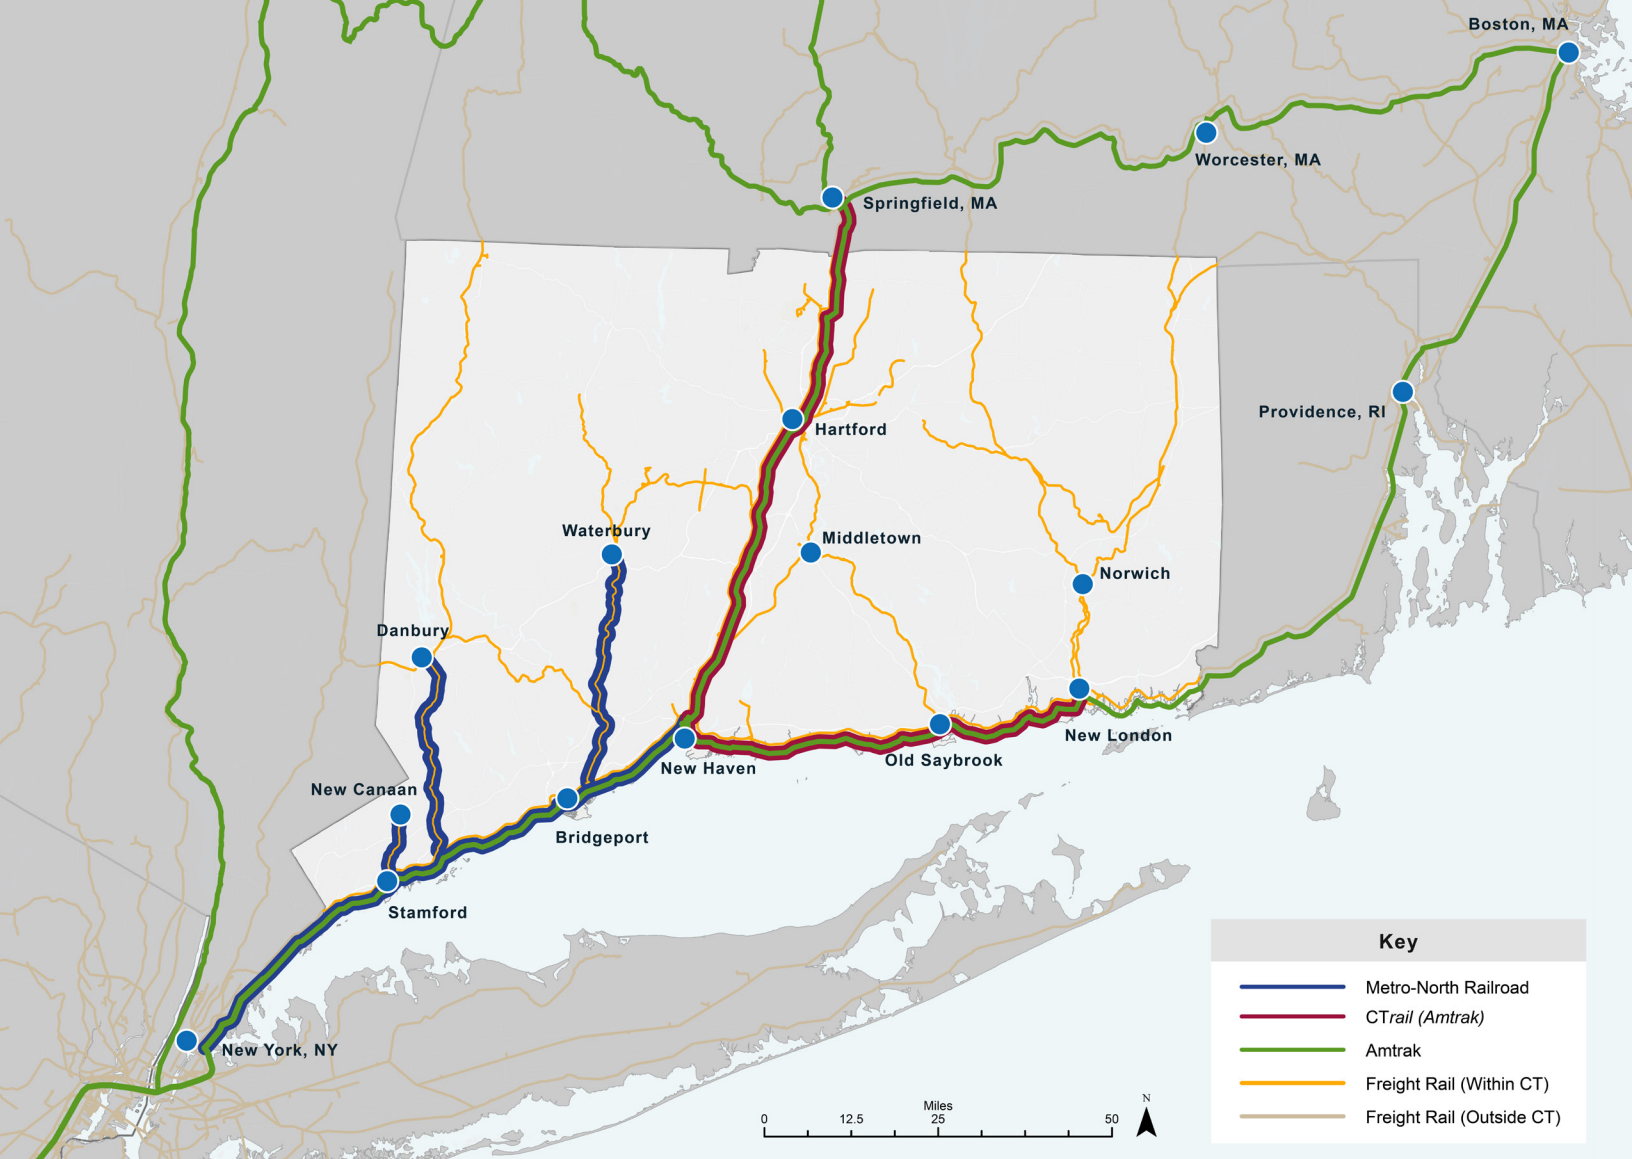 Boston, MA
Worcester, MA
Springfield, MA
Providence, RI
Hartford
Waterbury
Middletown
Norwich
Danbury
New London
Old Saybrook
New Haven
New Canaan
Bridgeport
Stamford
New York, NY
Key
Metro-North Railroad
CTrail (Amtrak)
Amtrak
Freight Rail (Within CT)
Freight Rail (Outside CT)
Miles
0 12.5 25 50
N